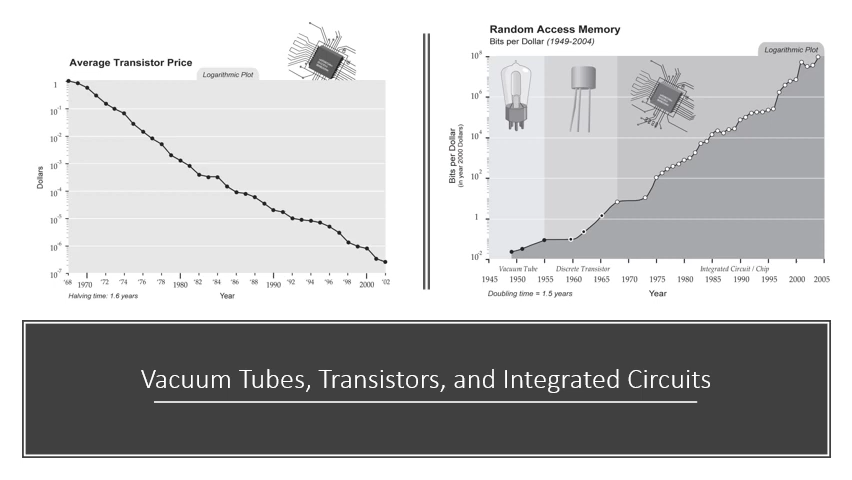 Average Transistor Price
Logarithmic Plot
Dollars
1
10-1
10-2
10-3
10-4
10-5
10-6
10-7
'68 1970 '72 '74 '76 '78 1980 '82 '84 '86 '88 1990 '92 '94 '96 '98 2000 '02
Halving time: 1.6 years
Year
Random Access Memory
Bits per Dollar (1949-2004)
Logarithmic Plot
Bits per Dollar
(in year 2000 Dollars)
108
106
104
102
1
10-2
Vacuum Tube Discrete Transistor Integrated Circuit / Chip
1945 1950 1955 1960 1965 1970 1975 1980 1985 1990 1995 2000 2005
Doubling time = 1.5 years
Year
Vacuum Tubes, Transistors, and Integrated Circuits